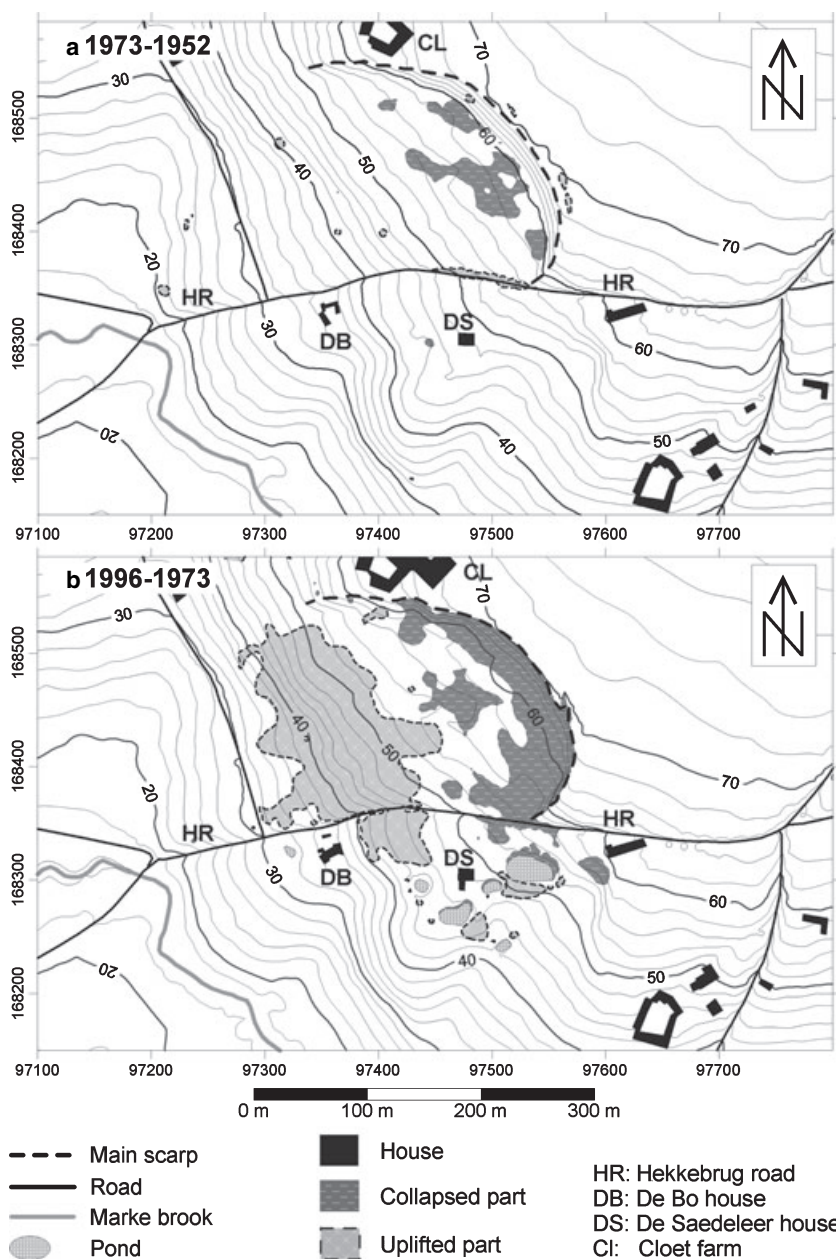 a 1973-1952
CL
N
70
30
60
50
40
70
20
HR
HR
30
DB
DS
60
50
40
20
168500
168400
168300
168200
97100 97200 97300 97400 97500 97600 97700
b 1996-1973
CL
N
70
30
60
40
50
70
20
HR
HR
30
DB
DS
60
50
40
20
168500
168400
168300
168200
97100 97200 97300 97400 97500 97600 97700
0 m 100 m 200 m 300 m
Main scarp
Road
Marke brook
Pond
House
Collapsed part
Uplifted part
HR: Hekkebrug road
DB: De Bo house
DS: De Saedeleer house
Cl: Cloet farm